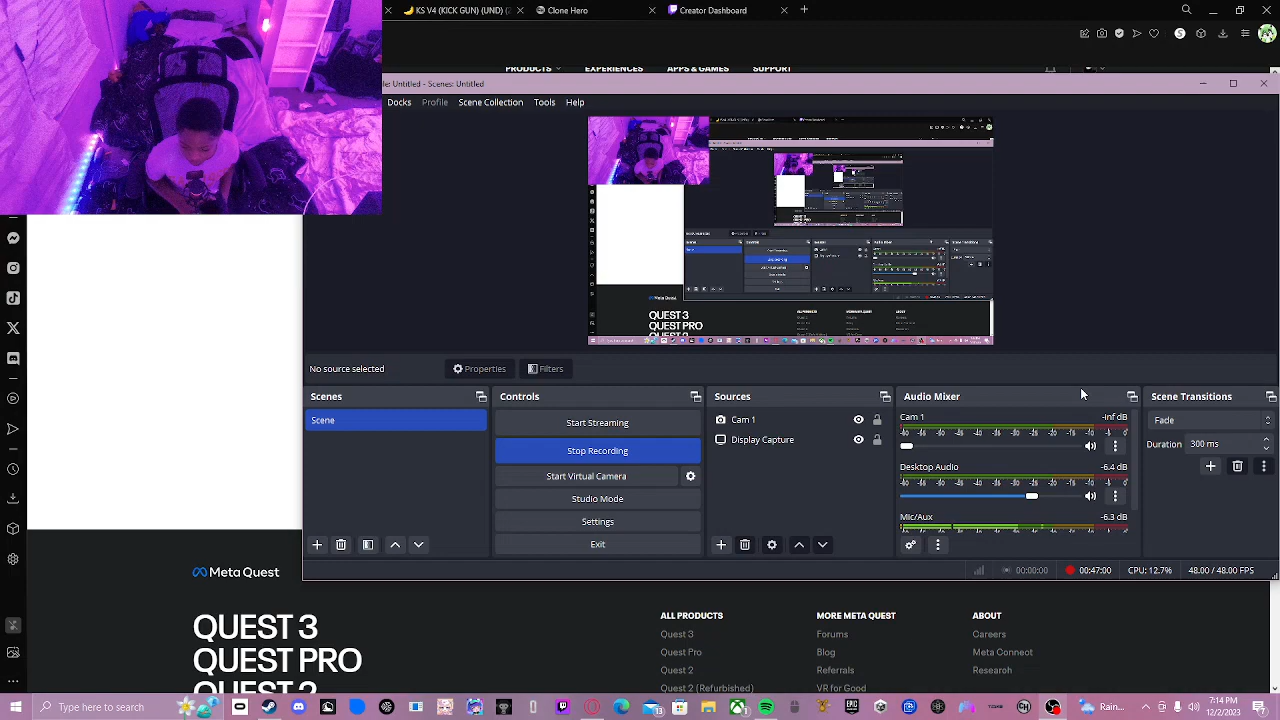 KS V4 (KICK GUN) (UND) (Z
Clone Hero
Creator Dashboard
PRODUCTS EXPERIENCES APPS & GAMES SUPPORT
Untitled - Scenes: Untitled
Docks Profile Scene Collection Tools Help
No source selected
Properties
Filters
Scenes
Controls
Sources
Audio Mixer
Scene Transitions
Scene
Start Streaming
Stop Recording
Start Virtual Camera
Studio Mode
Settings
Exit
Cam 1
Display Capture
Cam 1 -inf dB
Desktop Audio -6.4 dB
Mic/Aux -6.3 dB
Fade
Duration 300 ms
00:00:00 00:47:00 CPU: 12.7% 48.00 / 48.00 FPS
Meta Quest
QUEST 3
QUEST PRO
QUEST 2
ALL PRODUCTS
Quest 3
Quest Pro
Quest 2
Quest 2 (Refurbished)
MORE META QUEST
Forums
Blog
Referrals
VR for Good
ABOUT
Careers
Meta Connect
Research
Type here to search
7:14 PM
12/2/2023